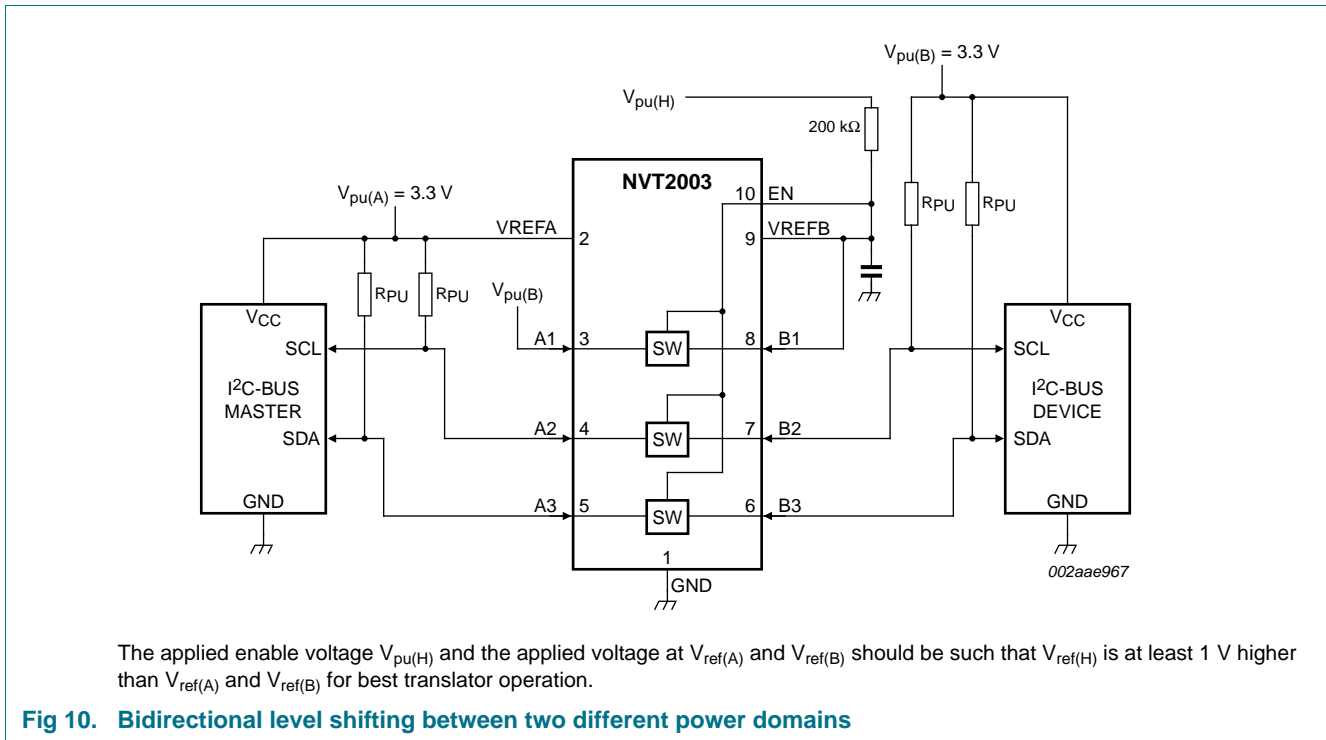 Vpu(B) = 3.3 V
Vpu(H)
200 kΩ
NVT2003
10 EN
RPU RPU
Vpu(A) = 3.3 V
VREFA 2
9 VREFB
RPU RPU
Vpu(B)
VCC
SCL
I²C-BUS
MASTER
SDA
GND
A1 3 SW 8 B1
A2 4 SW 7 B2
A3 5 SW 6 B3
1
GND
VCC
SCL
I²C-BUS
DEVICE
SDA
GND
002aae967
The applied enable voltage Vpu(H) and the applied voltage at Vref(A) and Vref(B) should be such that Vref(H) is at least 1 V higher
than Vref(A) and Vref(B) for best translator operation.
Fig 10. Bidirectional level shifting between two different power domains